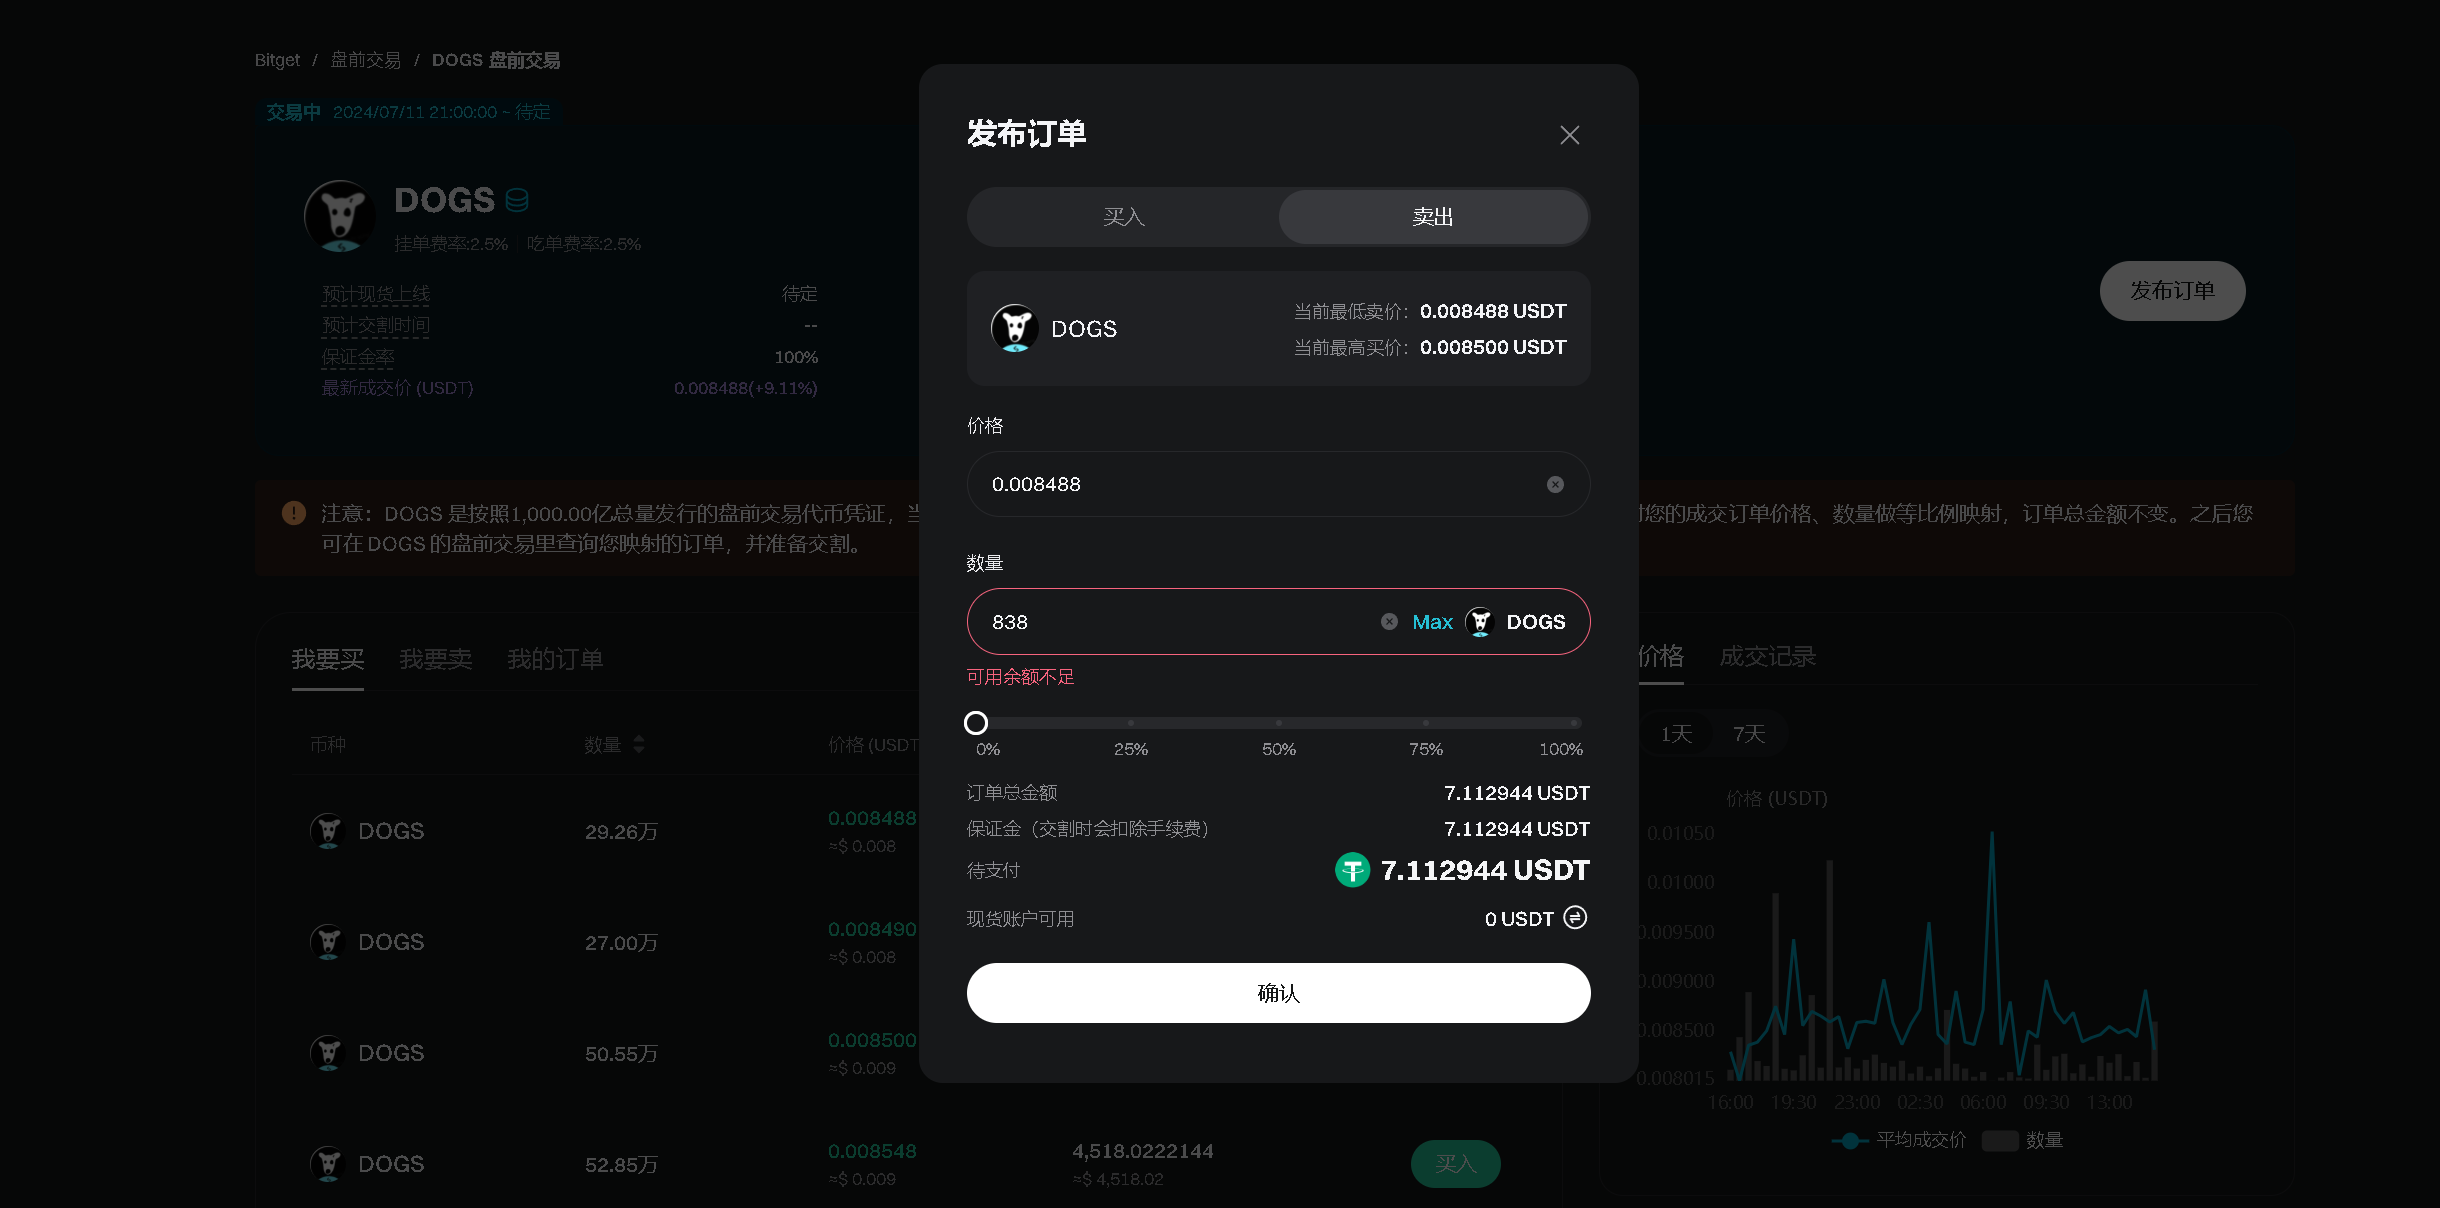 Bitget / 盘前交易 / DOGS 盘前交易
交易中 2024/07/11 21:00:00 ~ 待定
DOGS
挂单费率:2.5% 吃单费率:2.5%
预计现货上线 待定
预计交割时间 --
保证金率 100%
最新成交价 (USDT) 0.008488(+9.11%)
发布订单
注意：DOGS 是按照1,000.00亿总量发行的盘前交易代币凭证，当
您的成交订单价格、数量做等比例映射，订单总金额不变。之后您
可在 DOGS 的盘前交易里查询您映射的订单，并准备交割。
我要买 我要卖 我的订单
币种 数量 价格 (USDT
DOGS 29.26万 0.008488
≈$ 0.008
DOGS 27.00万 0.008490
≈$ 0.008
DOGS 50.55万 0.008500
≈$ 0.009
DOGS 52.85万 0.008548 4,518.0222144 买入
≈$ 0.009 ≈$ 4,518.02
发布订单
买入 卖出
DOGS
当前最低卖价： 0.008488 USDT
当前最高买价： 0.008500 USDT
价格
0.008488
数量
838 Max DOGS
可用余额不足
0% 25% 50% 75% 100%
订单总金额 7.112944 USDT
保证金（交割时会扣除手续费） 7.112944 USDT
待支付 7.112944 USDT
现货账户可用 0 USDT
确认
价格 成交记录
1天 7天
价格 (USDT)
0.01050
0.01000
0.009500
0.009000
0.008500
0.008015
16:00 19:30 23:00 02:30 06:00 09:30 13:00
平均成交价 数量